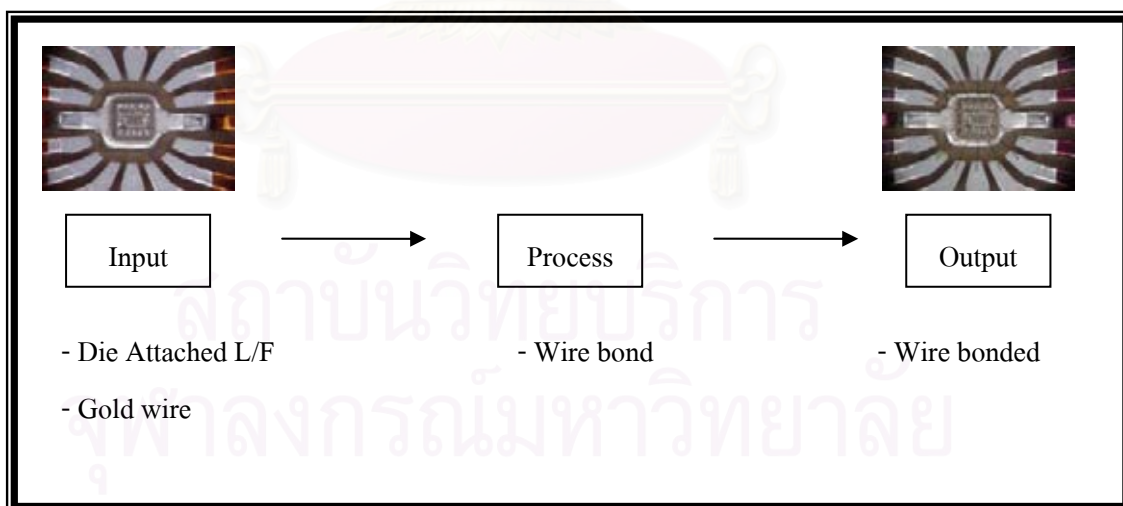 Input
Process
Output
- Die Attached L/F
- Wire bond
- Wire bonded
- Gold wire
สถาบันวิทยบริการ
จุฬาลงกรณ์มหาวิทยาลัย